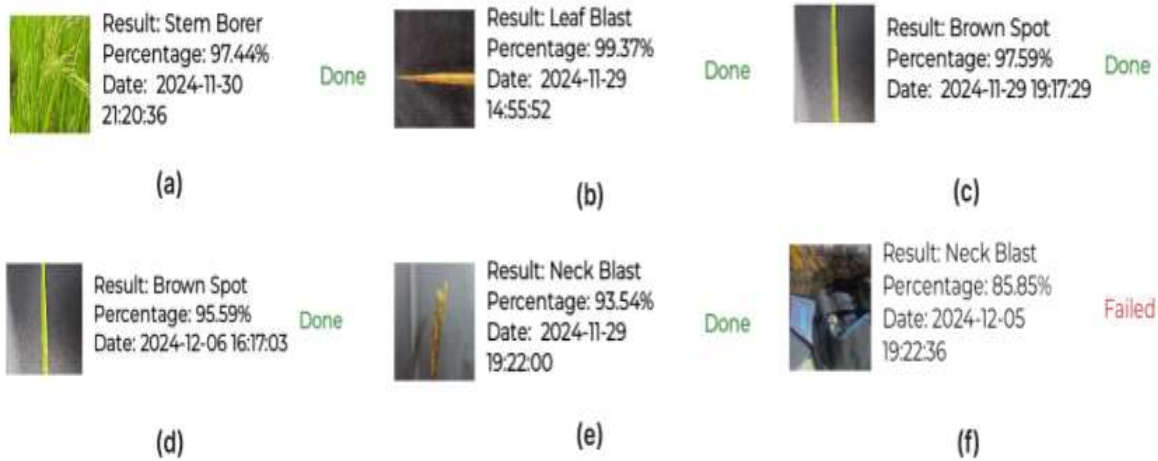 Result: Stem Borer
Percentage: 97.44%
Date: 2024-11-30
21:20:36
Done
(a)
Result: Leaf Blast
Percentage: 99.37%
Date: 2024-11-29
14:55:52
Done
(b)
Result: Brown Spot
Percentage: 97.59%
Date: 2024-11-29 19:17:29
Done
(c)
Result: Brown Spot
Percentage: 95.59%
Date: 2024-12-06 16:17:03
Done
(d)
Result: Neck Blast
Percentage: 93.54%
Date: 2024-11-29
19:22:00
Done
(e)
Result: Neck Blast
Percentage: 85.85%
Date: 2024-12-05
19:22:36
Failed
(f)